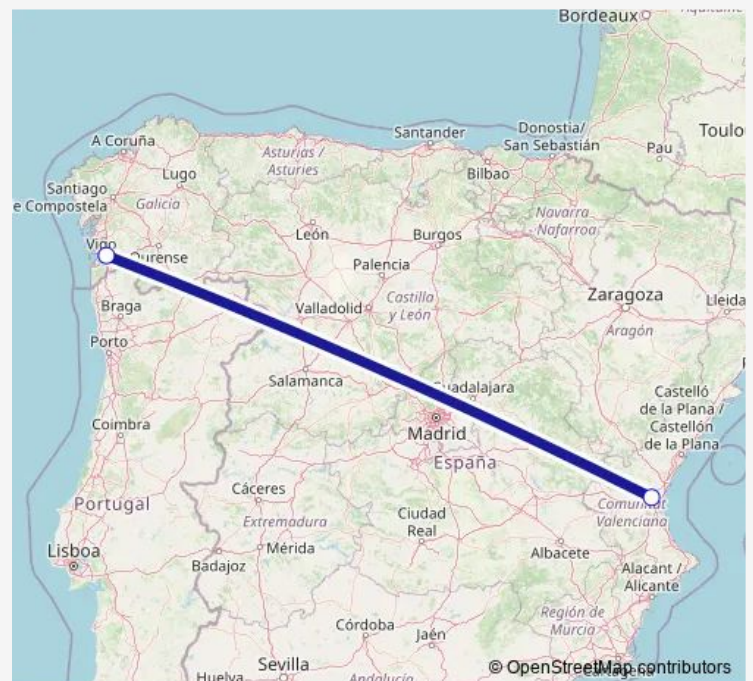 Bordeaux
Toulo
A Coruña
Santander
Donostia/
San Sebastián
Pau
Asturias /
Asturies
Lugo
Bilbao
Santiago
e Compostela
Galicia
Navarra
- Nafarroa
León
Burgos
Vigo
Ourense
Palencia
Braga
Valladolid
Castilla
y León
Zaragoza
Lleida
Porto
Aragón
Salamanca
Guadalajara
Castelló
de la Plana /
Castellón
de la Plana
Coimbra
Madrid
España
Cáceres
Comunitat
Valenciana
Portugal
Extremadura
Ciudad
Real
Lisboa
Mérida
Albacete
Badajoz
Alacant /
Alicante
Córdoba
Jaén
Región de
Murcia
Sevilla
Huelva
Andalucía
Cartagena
© OpenStreetMap contributors